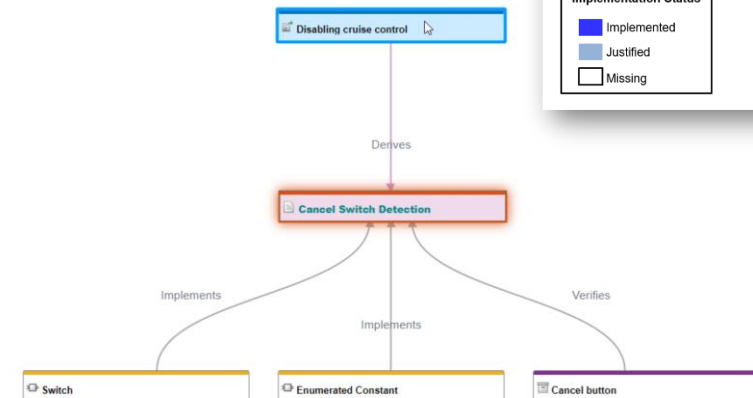 Implementation Status
Implemented
Justified
Missing
Disabling cruise control
Derives
Cancel Switch Detection
Implements
Verifies
Implements
Switch
Enumerated Constant
Cancel button